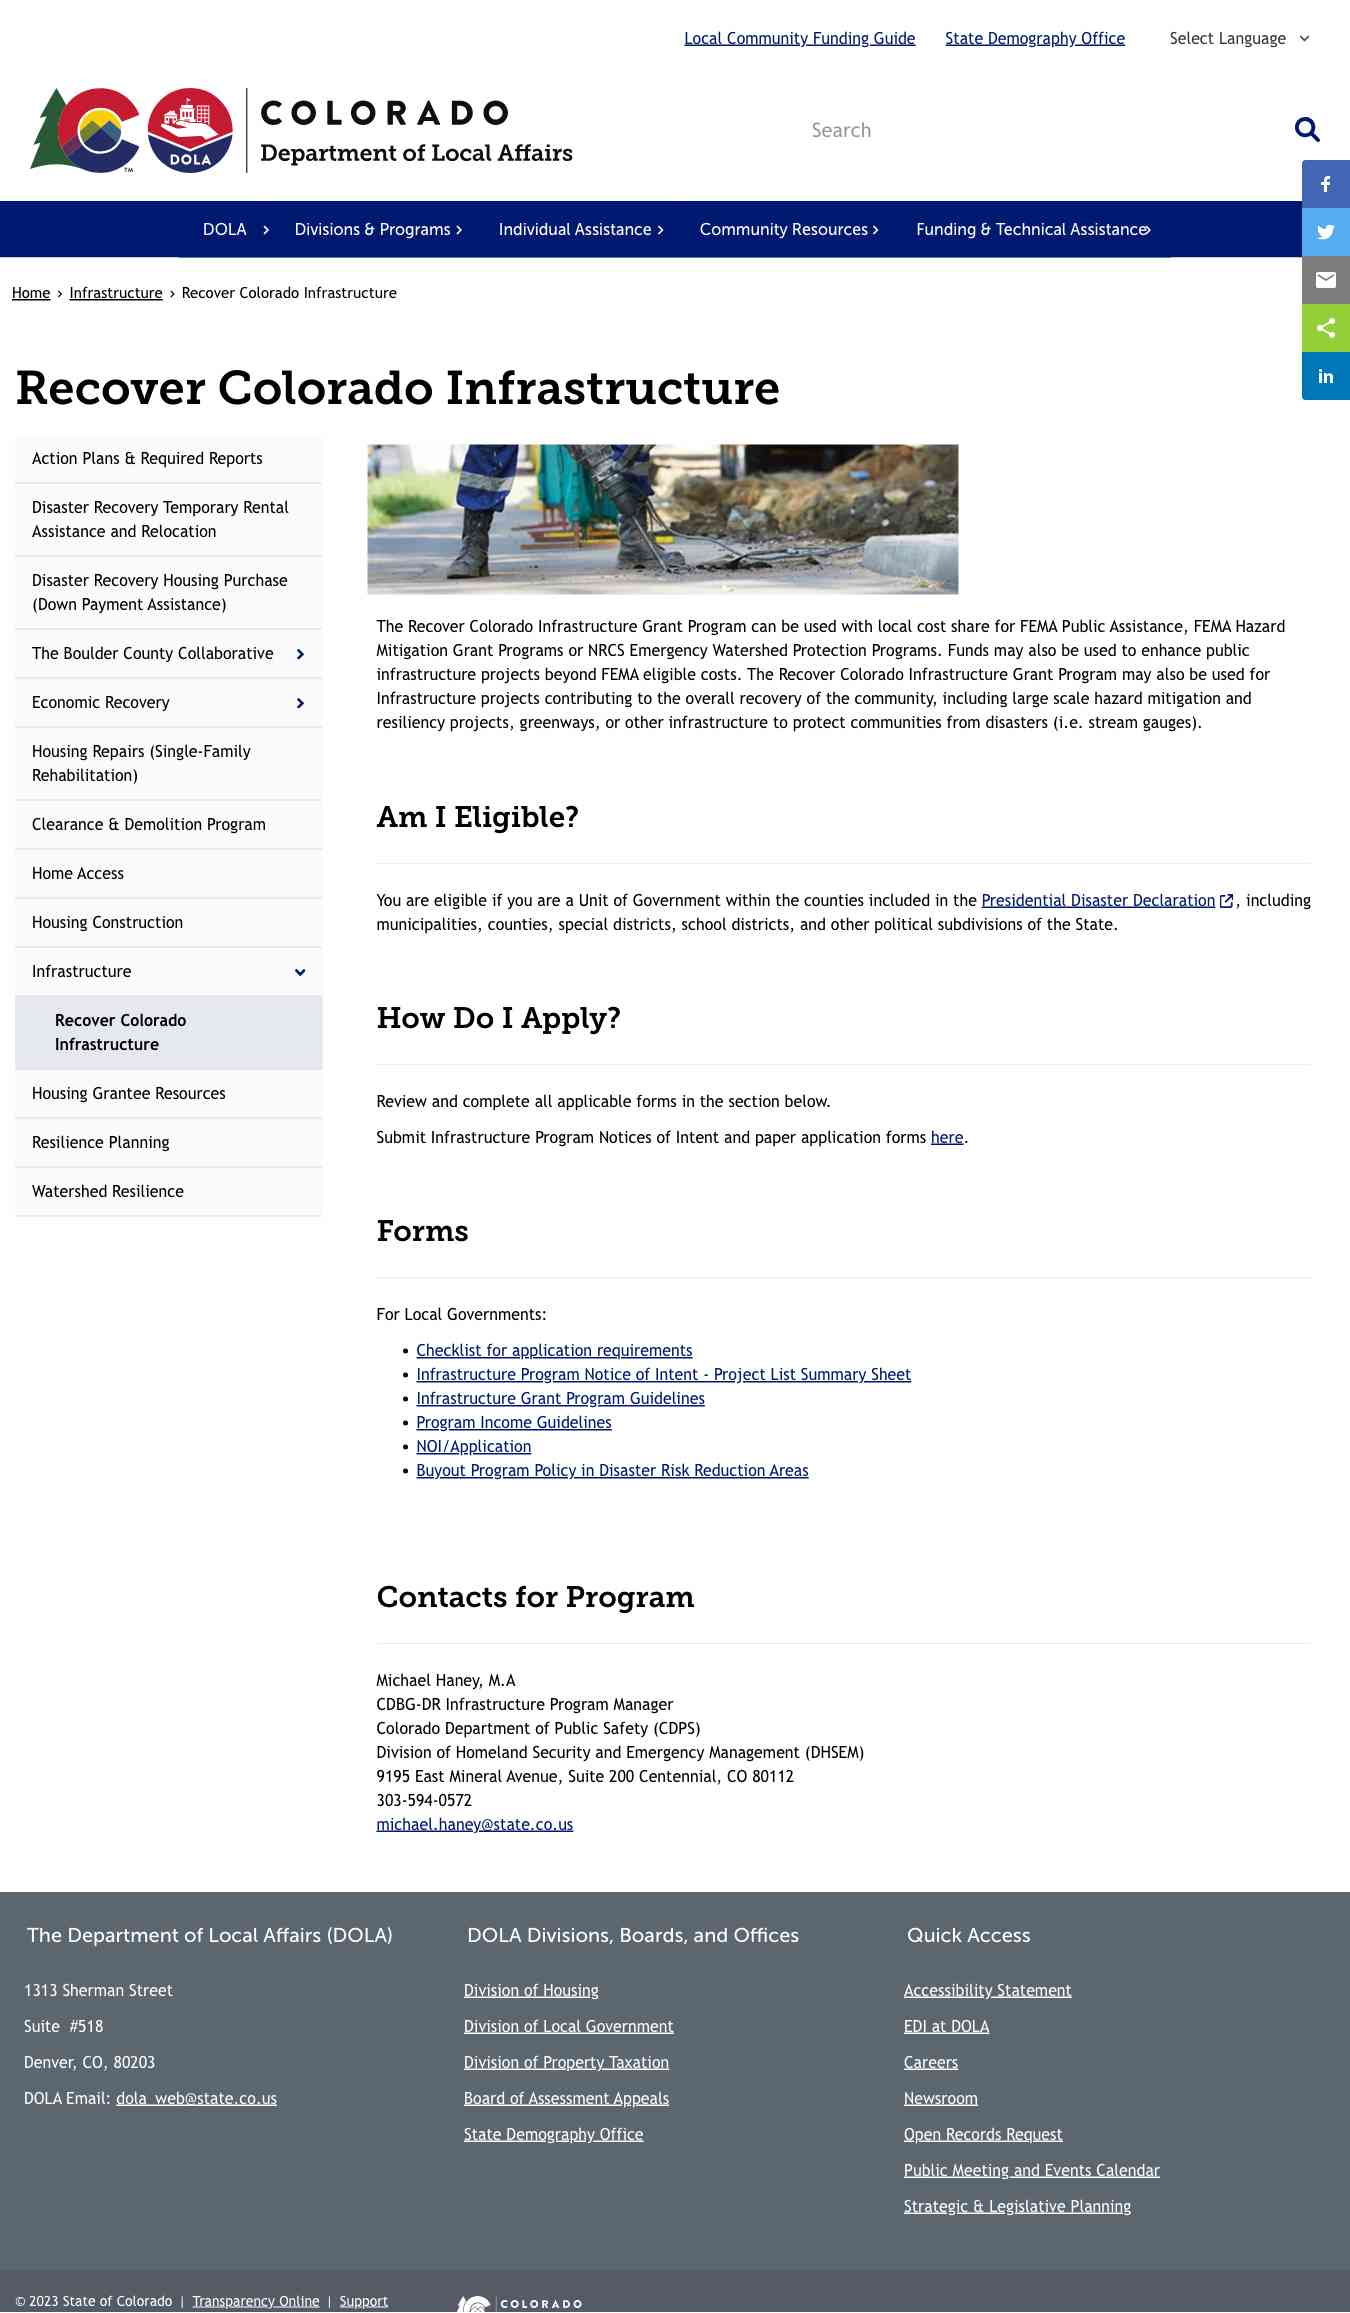 Local Community Funding Guide State Demography Office Select Language
COLORADO
Department of Local Affairs
DOLA
TM
Search
DOLA Divisions & Programs Individual Assistance Community Resources Funding & Technical Assistance
Home › Infrastructure › Recover Colorado Infrastructure
Recover Colorado Infrastructure
Action Plans & Required Reports
Disaster Recovery Temporary Rental
Assistance and Relocation
Disaster Recovery Housing Purchase
(Down Payment Assistance)
The Boulder County Collaborative
Economic Recovery
Housing Repairs (Single-Family
Rehabilitation)
Clearance & Demolition Program
Home Access
Housing Construction
Infrastructure
Recover Colorado
Infrastructure
Housing Grantee Resources
Resilience Planning
Watershed Resilience
The Recover Colorado Infrastructure Grant Program can be used with local cost share for FEMA Public Assistance, FEMA Hazard
Mitigation Grant Programs or NRCS Emergency Watershed Protection Programs. Funds may also be used to enhance public
infrastructure projects beyond FEMA eligible costs. The Recover Colorado Infrastructure Grant Program may also be used for
Infrastructure projects contributing to the overall recovery of the community, including large scale hazard mitigation and
resiliency projects, greenways, or other infrastructure to protect communities from disasters (i.e. stream gauges).
Am I Eligible?
You are eligible if you are a Unit of Government within the counties included in the Presidential Disaster Declaration, including
municipalities, counties, special districts, school districts, and other political subdivisions of the State.
How Do I Apply?
Review and complete all applicable forms in the section below.
Submit Infrastructure Program Notices of Intent and paper application forms here.
Forms
For Local Governments:
• Checklist for application requirements
• Infrastructure Program Notice of Intent - Project List Summary Sheet
• Infrastructure Grant Program Guidelines
• Program Income Guidelines
• NOI/Application
• Buyout Program Policy in Disaster Risk Reduction Areas
Contacts for Program
Michael Haney, M.A
CDBG-DR Infrastructure Program Manager
Colorado Department of Public Safety (CDPS)
Division of Homeland Security and Emergency Management (DHSEM)
9195 East Mineral Avenue, Suite 200 Centennial, CO 80112
303-594-0572
michael.haney@state.co.us
The Department of Local Affairs (DOLA)
1313 Sherman Street
Suite #518
Denver, CO, 80203
DOLA Email: dola_web@state.co.us
DOLA Divisions, Boards, and Offices
Division of Housing
Division of Local Government
Division of Property Taxation
Board of Assessment Appeals
State Demography Office
Quick Access
Accessibility Statement
EDI at DOLA
Careers
Newsroom
Open Records Request
Public Meeting and Events Calendar
Strategic & Legislative Planning
© 2023 State of Colorado | Transparency Online | Support
COLORADO